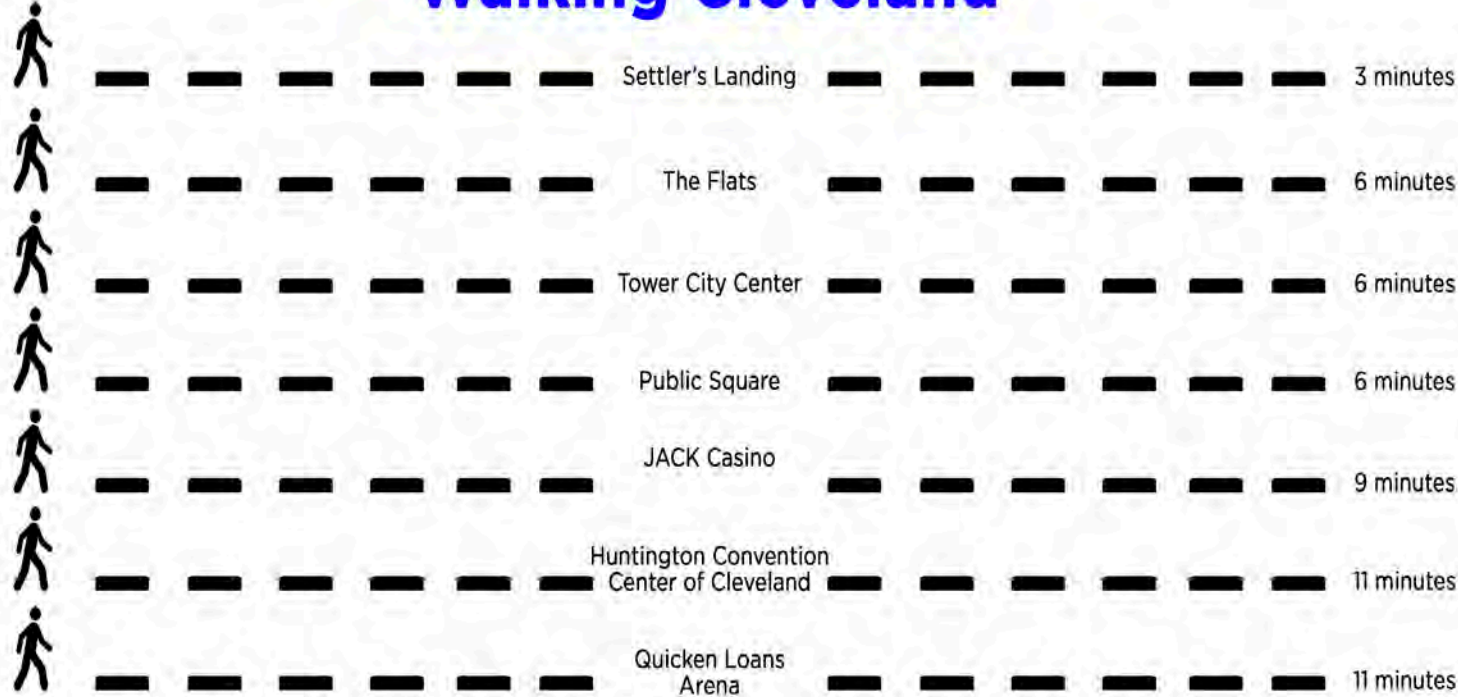 Walking Cleveland
Settler's Landing 3 minutes
The Flats 6 minutes
Tower City Center 6 minutes
Public Square 6 minutes
JACK Casino
9 minutes
Huntington Convention
Center of Cleveland 11 minutes
Quicken Loans
Arena 11 minutes